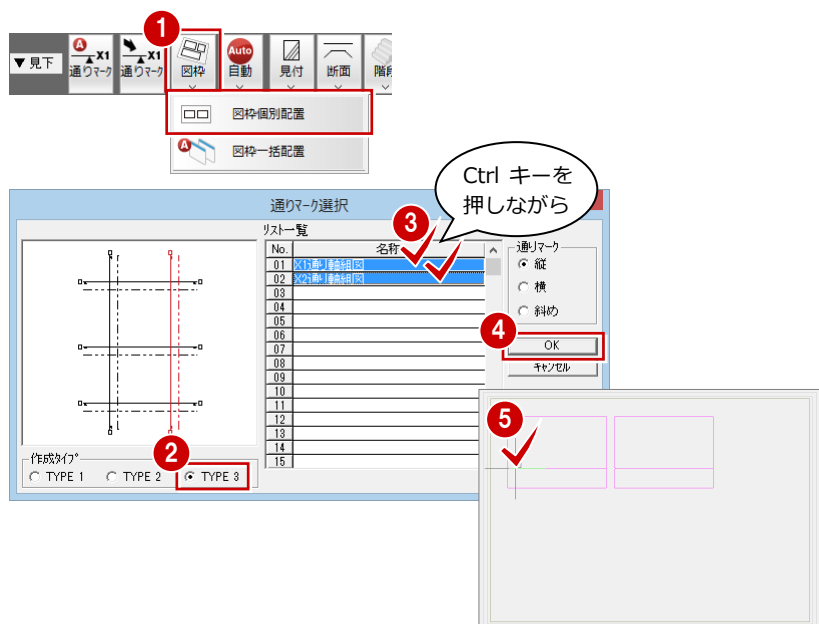 1
▼見下
A X1
通りマーク
X1
通りマーク
図枠
Auto
自動
見付
断面
階段
図枠個別配置
A
図枠一括配置
Ctrl キーを
押しながら
通りマーク選択
リスト一覧
3
No. 名称
01 X1通り軸組図
02 X2通り軸組図
03
04
05
06
07
08
09
10
11
12
13
14
15
通りマーク
縦
横
斜め
4
OK
キャンセル
2
作成タイプ
TYPE 1 TYPE 2 TYPE 3
5